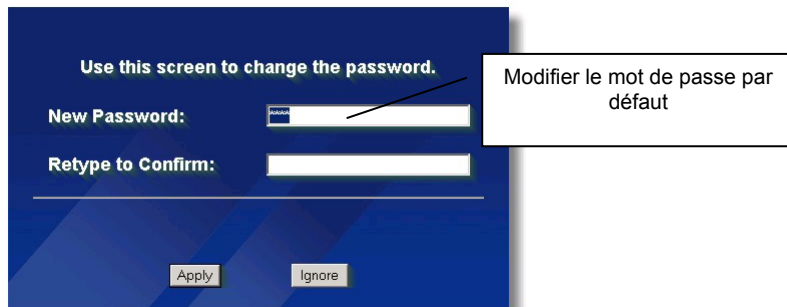 Use this screen to change the password.
Modifier le mot de passe par
défaut
New Password: ****
Retype to Confirm:
Apply
Ignore